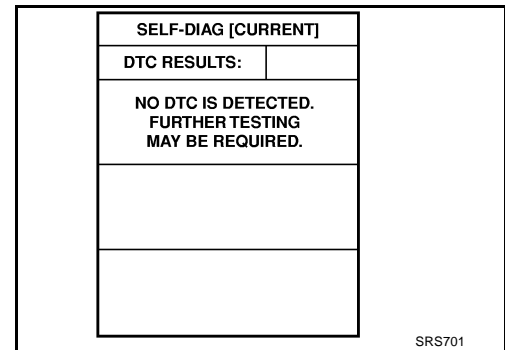 SELF-DIAG [CURRENT]
DTC RESULTS:
NO DTC IS DETECTED.
FURTHER TESTING
MAY BE REQUIRED.
SRS701